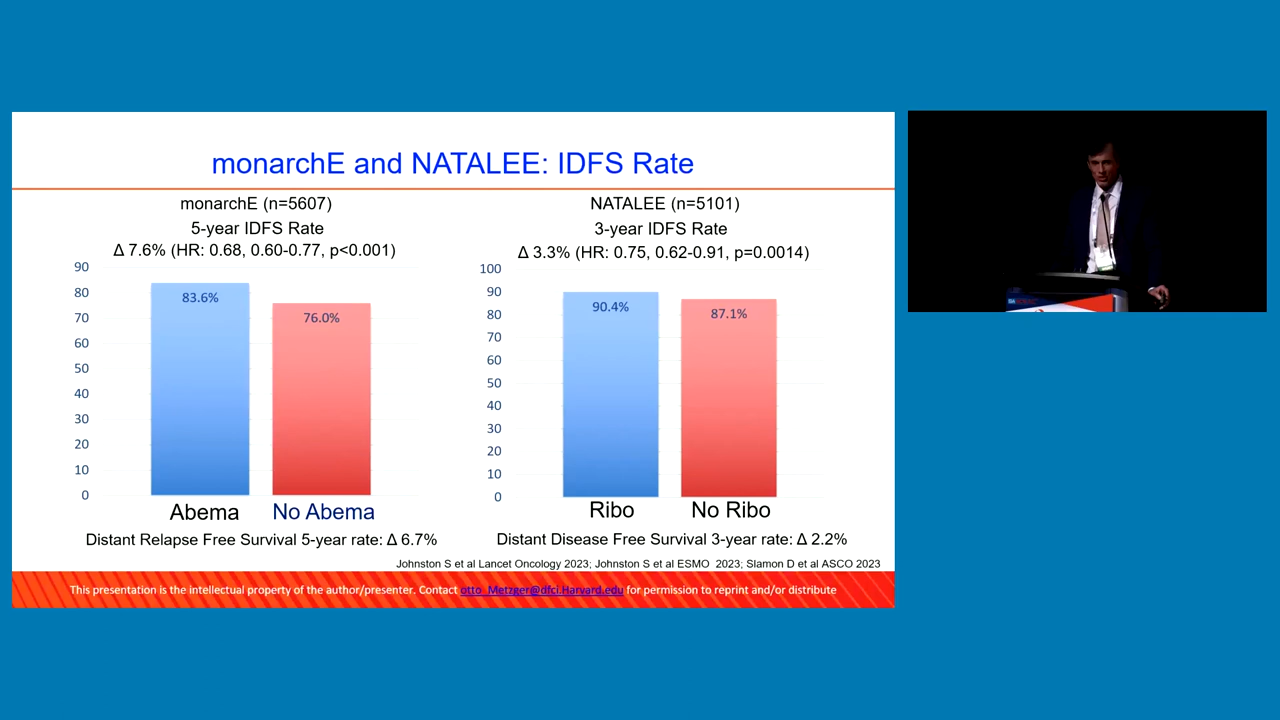 monarchE and NATALEE: IDFS Rate
monarchE (n=5607)
5-year IDFS Rate
Δ 7.6% (HR: 0.68, 0.60-0.77, p<0.001)
90
80
70
60
50
40
30
20
10
0
83.6%
76.0%
Abema
No Abema
Distant Relapse Free Survival 5-year rate: Δ 6.7%
NATALEE (n=5101)
3-year IDFS Rate
Δ 3.3% (HR: 0.75, 0.62-0.91, p=0.0014)
100
90
80
70
60
50
40
30
20
10
0
90.4%
87.1%
Ribo
No Ribo
Distant Disease Free Survival 3-year rate: Δ 2.2%
Johnston S et al Lancet Oncology 2023; Johnston S et al ESMO 2023; Slamon D et al ASCO 2023
This presentation is the intellectual property of the author/presenter. Contact otto_Metzger@dfci.Harvard.edu for permission to reprint and/or distribute